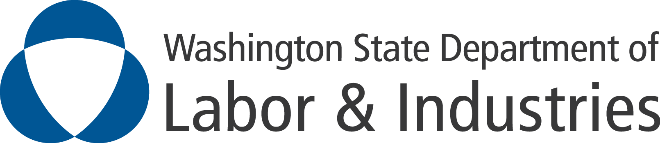 Washington State Department of
Labor & Industries